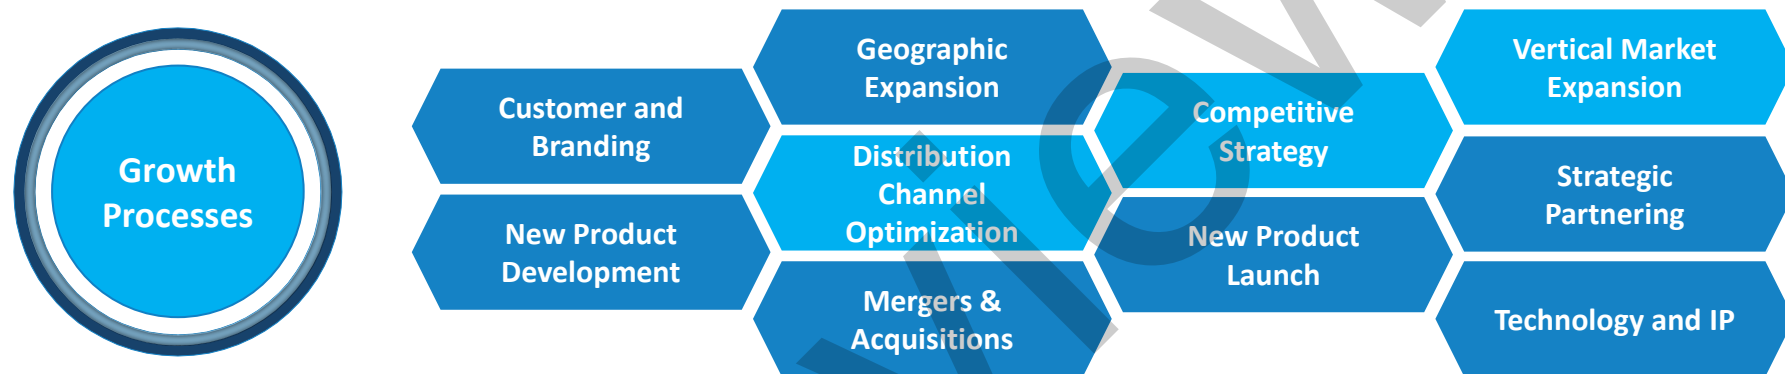 Growth
Processes
Customer and
Branding
New Product
Development
Geographic
Expansion
Distribution
Channel
Optimization
Mergers &
Acquisitions
Competitive
Strategy
New Product
Launch
Vertical Market
Expansion
Strategic
Partnering
Technology and IP
view